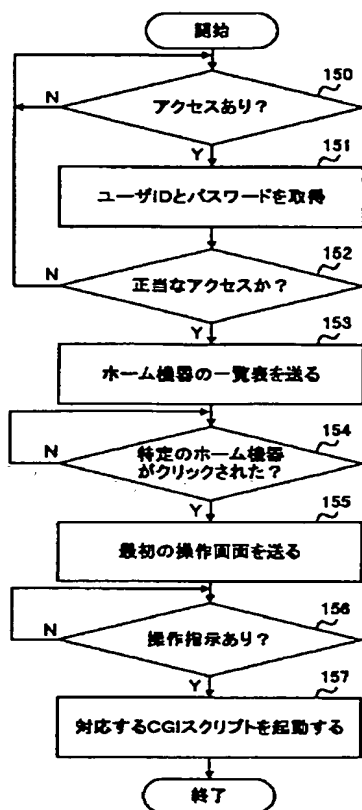 開始
150
アクセスあり?
N
Y
151
ユーザIDとパスワードを取得
152
正当なアクセスか?
N
Y
153
ホーム機器の一覧表を送る
154
特定のホーム機器
がクリックされた?
N
Y
155
最初の操作画面を送る
156
操作指示あり?
N
Y
157
対応するCGIスクリプトを起動する
終了